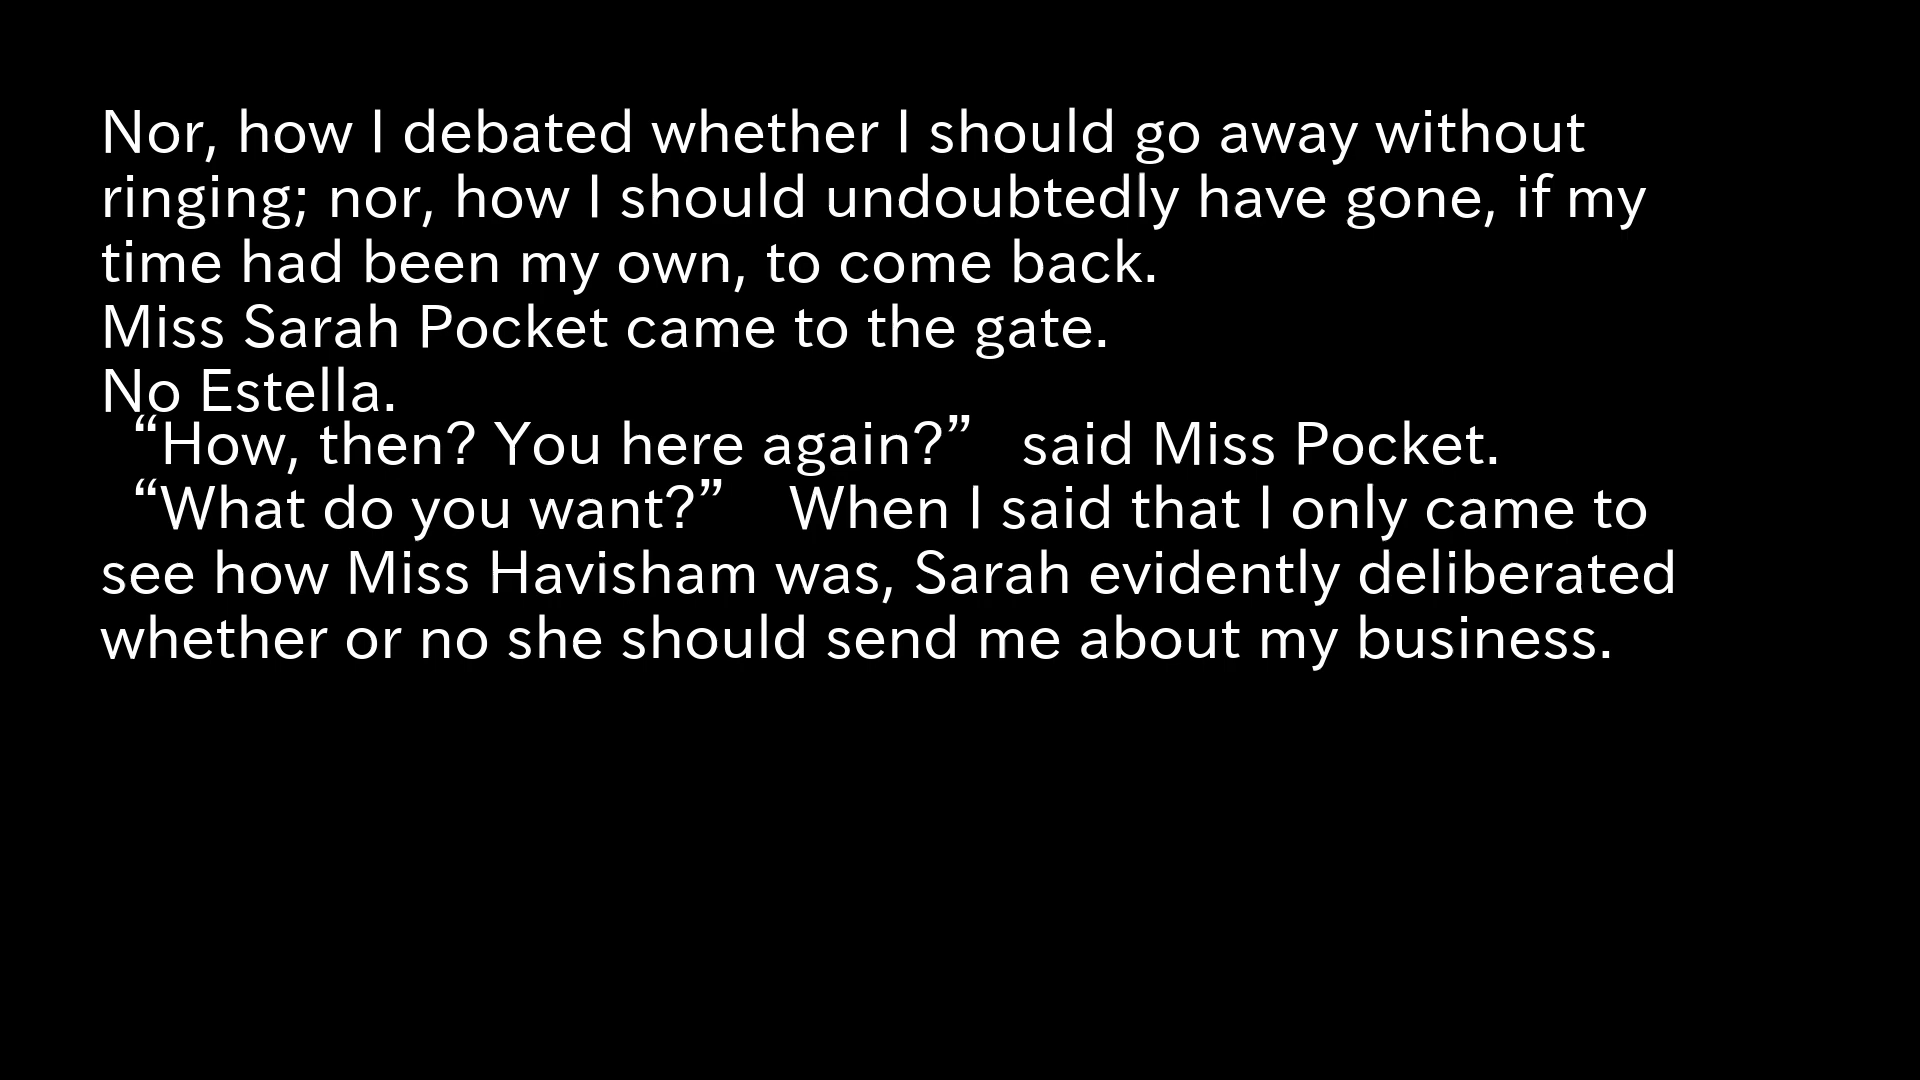 Nor, how I debated whether I should go away without
ringing; nor, how I should undoubtedly have gone, if my
time had been my own, to come back.
Miss Sarah Pocket came to the gate.
No Estella.
“How, then? You here again?” said Miss Pocket.
“What do you want?” When I said that I only came to
see how Miss Havisham was, Sarah evidently deliberated
whether or no she should send me about my business.